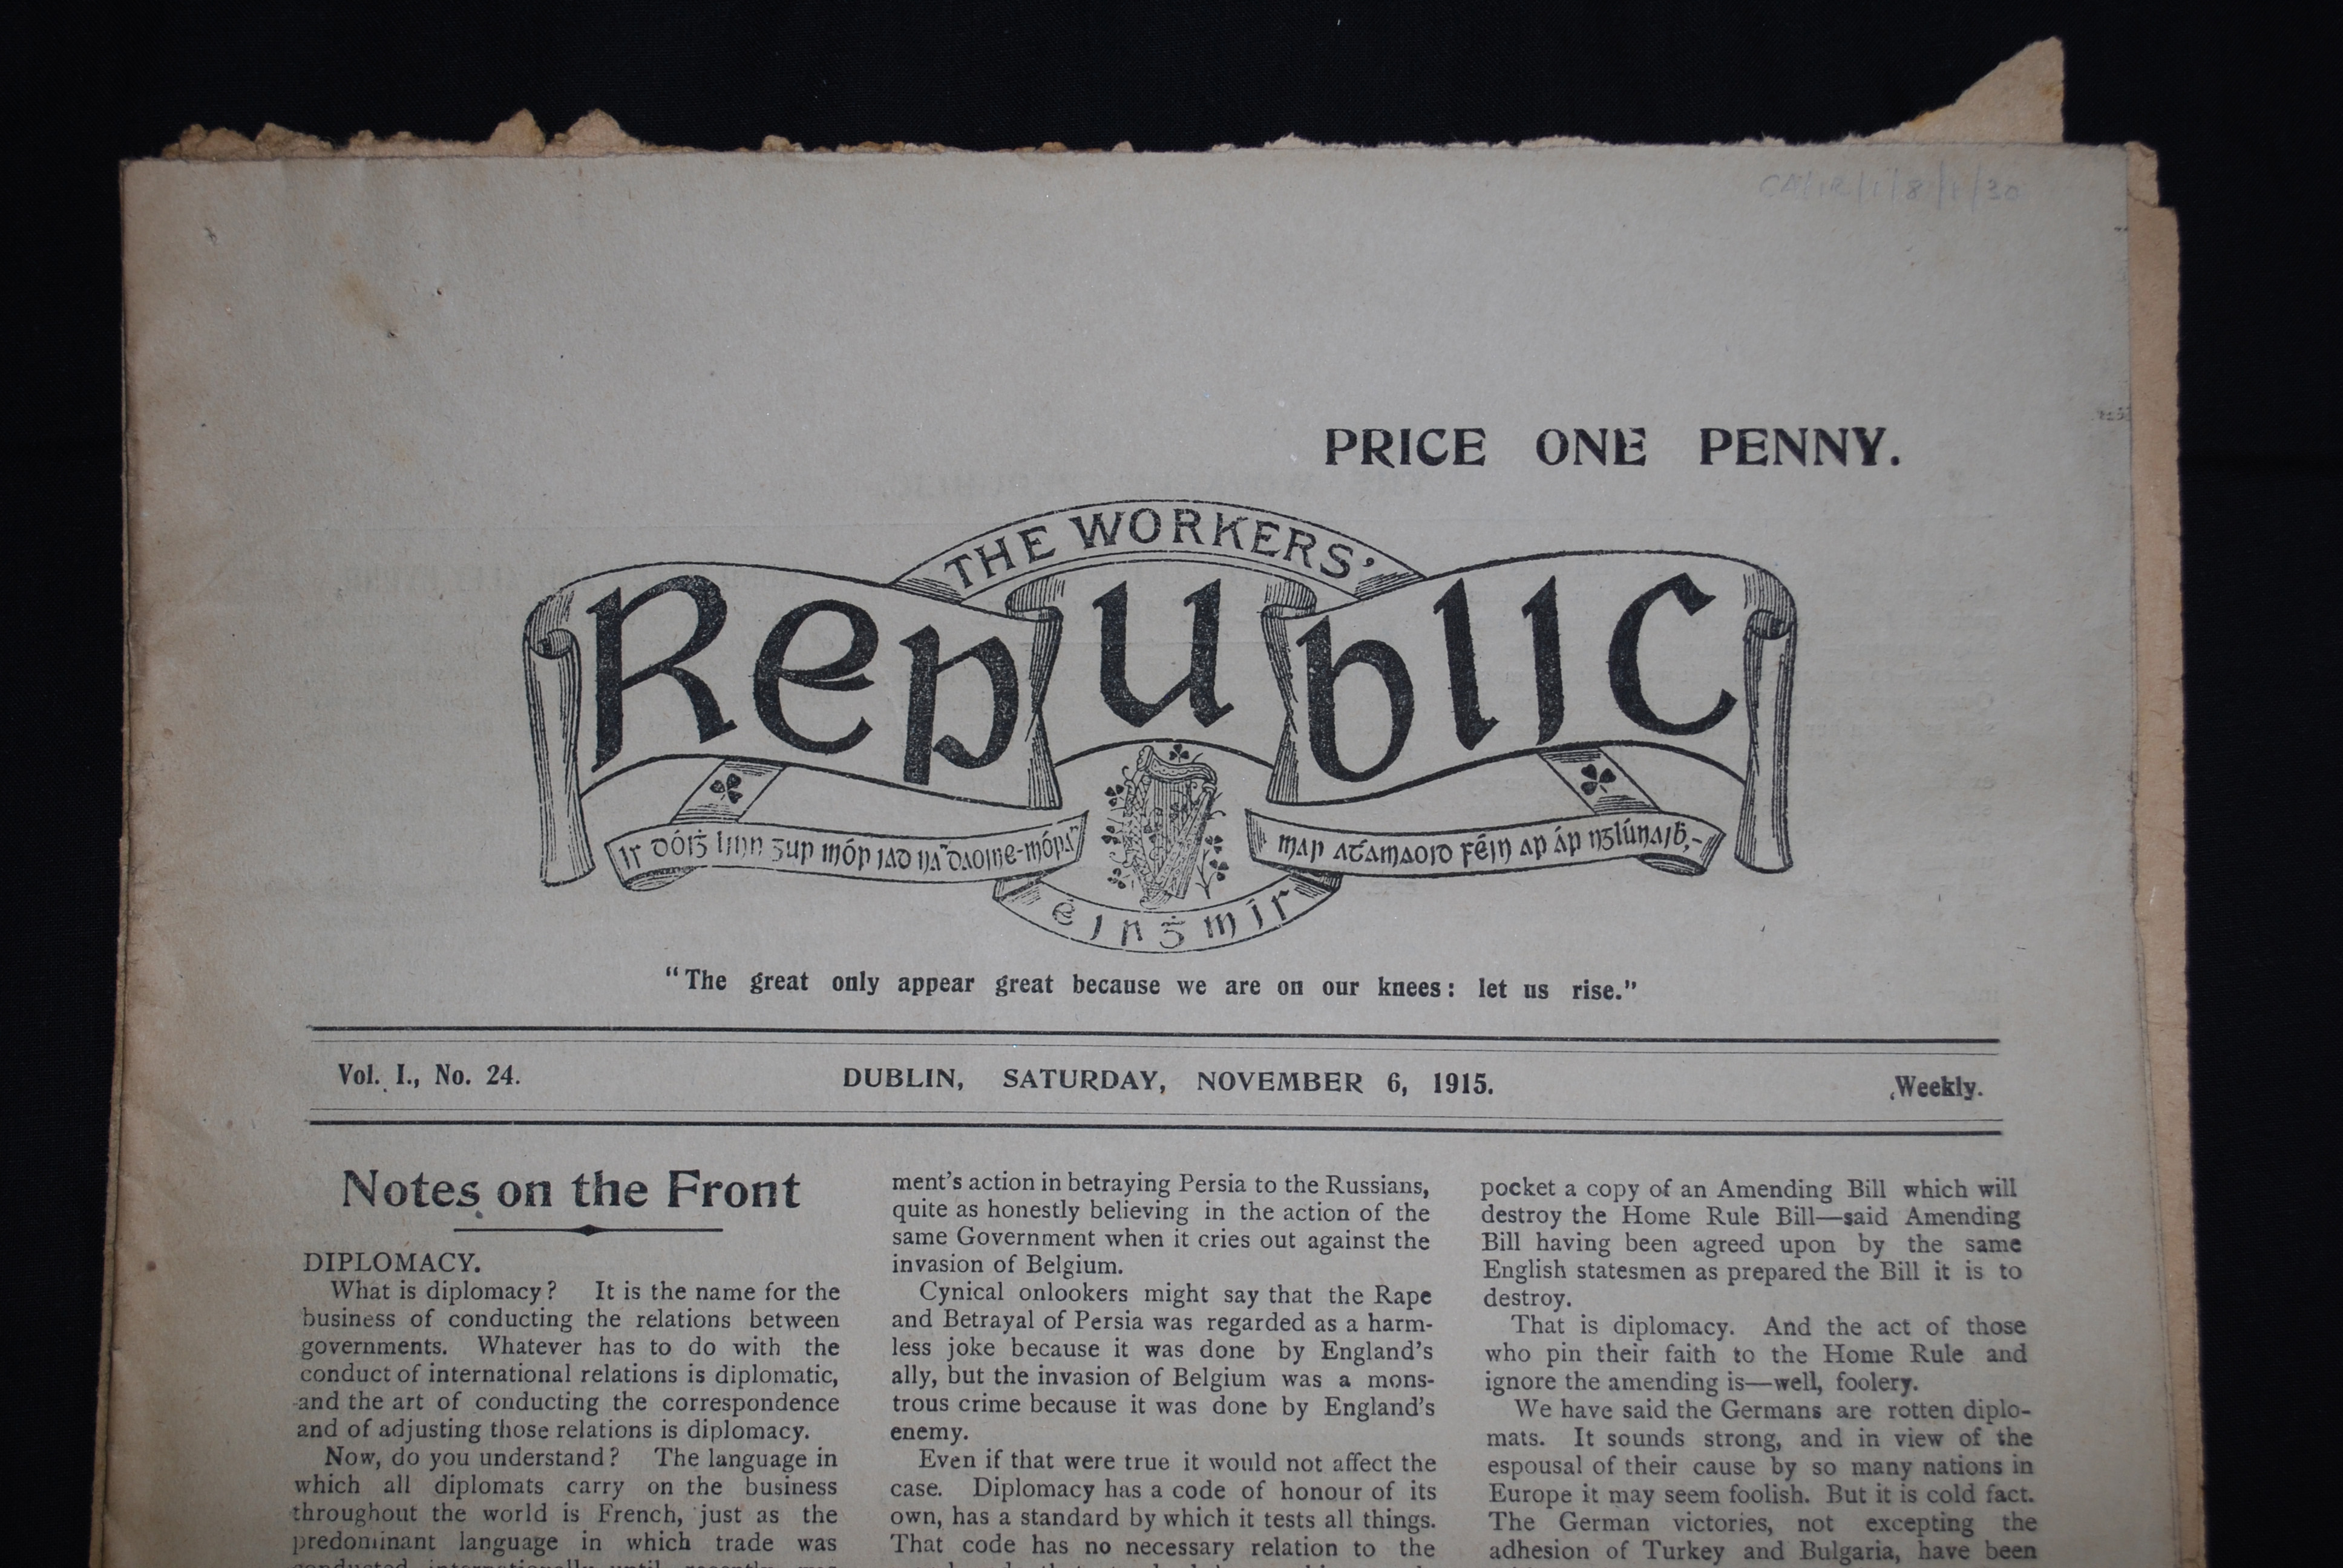 CA/IR/1/8/1/30
PRICE ONE PENNY.
THE WORKERS'
Republic
Is dóiġ linn gur mór iad na "daoine-móra"
mar atámaoid féin ar ár nglúnaiḃ,-
éirġmís
"The great only appear great because we are on our knees: let us rise."
Vol. I., No. 24. DUBLIN, SATURDAY, NOVEMBER 6, 1915. Weekly.
Notes on the Front
DIPLOMACY.
What is diplomacy? It is the name for the
business of conducting the relations between
governments. Whatever has to do with the
conduct of international relations is diplomatic,
and the art of conducting the correspondence
and of adjusting those relations is diplomacy.
Now, do you understand? The language in
which all diplomats carry on the business
throughout the world is French, just as the
predominant language in which trade was
ment's action in betraying Persia to the Russians,
quite as honestly believing in the action of the
same Government when it cries out against the
invasion of Belgium.
Cynical onlookers might say that the Rape
and Betrayal of Persia was regarded as a harm-
less joke because it was done by England's
ally, but the invasion of Belgium was a mons-
trous crime because it was done by England's
enemy.
Even if that were true it would not affect the
case. Diplomacy has a code of honour of its
own, has a standard by which it tests all things.
That code has no necessary relation to the
pocket a copy of an Amending Bill which will
destroy the Home Rule Bill—said Amending
Bill having been agreed upon by the same
English statesmen as prepared the Bill it is to
destroy.
That is diplomacy. And the act of those
who pin their faith to the Home Rule and
ignore the amending is—well, foolery.
We have said the Germans are rotten diplo-
mats. It sounds strong, and in view of the
espousal of their cause by so many nations in
Europe it may seem foolish. But it is cold fact.
The German victories, not excepting the
adhesion of Turkey and Bulgaria, have been